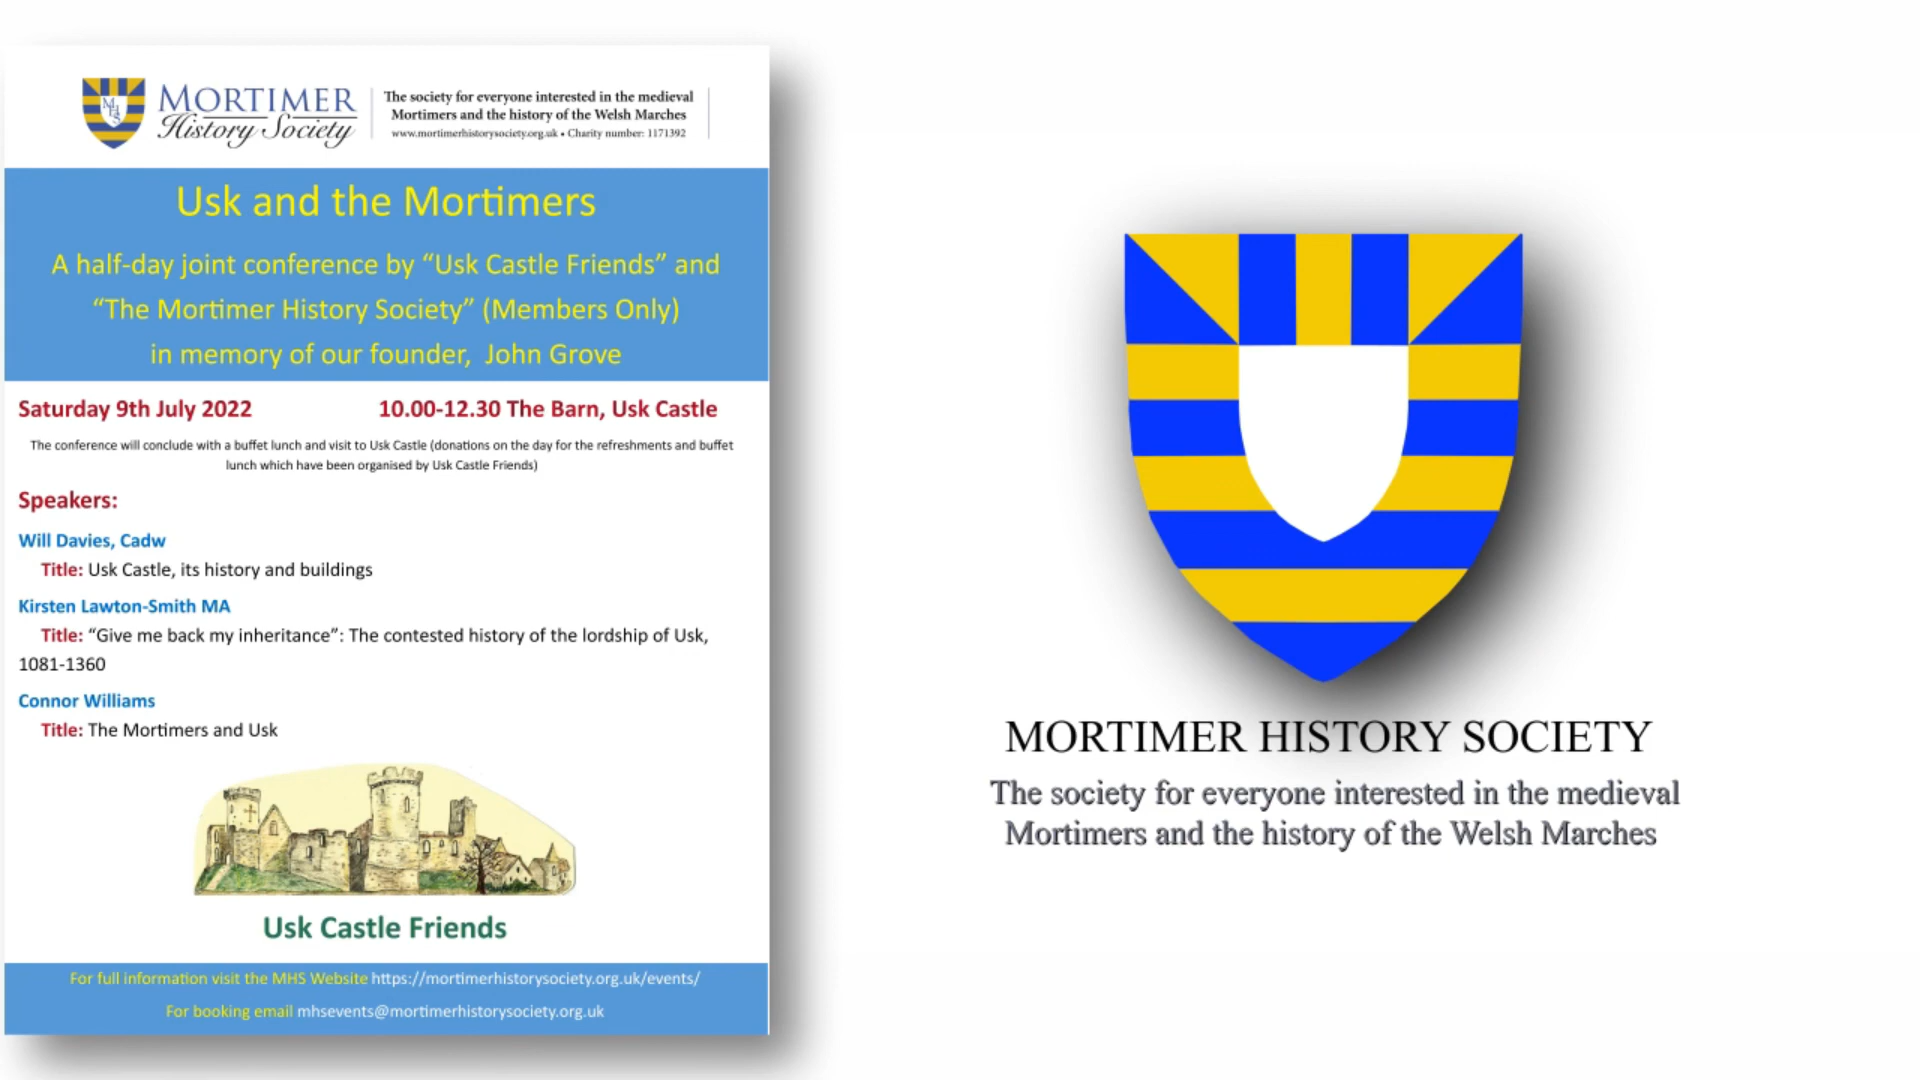 MHS
MORTIMER
History Society
The society for everyone interested in the medieval
Mortimers and the history of the Welsh Marches
www.mortimerhistorysociety.org.uk • Charity number: 1171392
Usk and the Mortimers
A half-day joint conference by “Usk Castle Friends” and
“The Mortimer History Society” (Members Only)
in memory of our founder, John Grove
Saturday 9th July 2022 10.00-12.30 The Barn, Usk Castle
The conference will conclude with a buffet lunch and visit to Usk Castle (donations on the day for the refreshments and buffet
lunch which have been organised by Usk Castle Friends)
Speakers:
Will Davies, Cadw
Title: Usk Castle, its history and buildings
Kirsten Lawton-Smith MA
Title: “Give me back my inheritance”: The contested history of the lordship of Usk,
1081-1360
Connor Williams
Title: The Mortimers and Usk
Usk Castle Friends
For full information visit the MHS Website https://mortimerhistorysociety.org.uk/events/
For booking email mhsevents@mortimerhistorysociety.org.uk
MORTIMER HISTORY SOCIETY
The society for everyone interested in the medieval
Mortimers and the history of the Welsh Marches